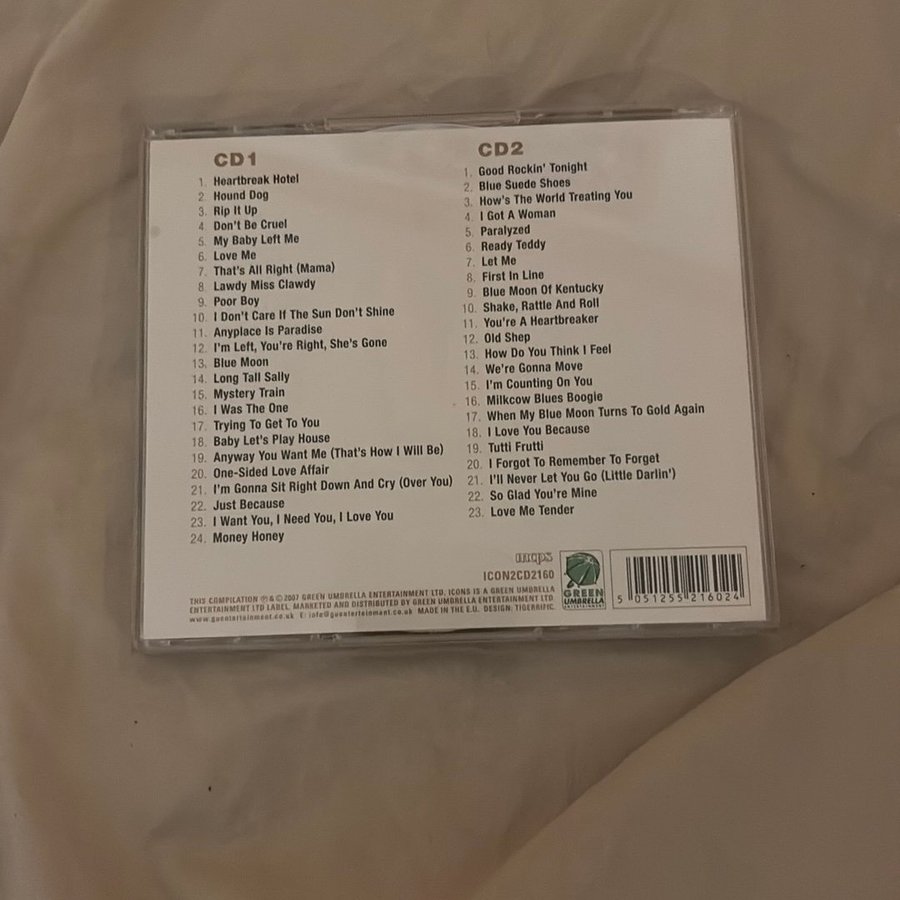 CD1
1. Heartbreak Hotel
2. Hound Dog
3. Rip It Up
4. Don't Be Cruel
5. My Baby Left Me
6. Love Me
7. That's All Right (Mama)
8. Lawdy Miss Clawdy
9. Poor Boy
10. I Don't Care If The Sun Don't Shine
11. Anyplace Is Paradise
12. I'm Left, You're Right, She's Gone
13. Blue Moon
14. Long Tall Sally
15. Mystery Train
16. I Was The One
17. Trying To Get To You
18. Baby Let's Play House
19. Anyway You Want Me (That's How I Will Be)
20. One-Sided Love Affair
21. I'm Gonna Sit Right Down And Cry (Over You)
22. Just Because
23. I Want You, I Need You, I Love You
24. Money Honey
CD2
1. Good Rockin' Tonight
2. Blue Suede Shoes
3. How's The World Treating You
4. I Got A Woman
5. Paralyzed
6. Ready Teddy
7. Let Me
8. First In Line
9. Blue Moon Of Kentucky
10. Shake, Rattle And Roll
11. You're A Heartbreaker
12. Old Shep
13. How Do You Think I Feel
14. We're Gonna Move
15. I'm Counting On You
16. Milkcow Blues Boogie
17. When My Blue Moon Turns To Gold Again
18. I Love You Because
19. Tutti Frutti
20. I Forgot To Remember To Forget
21. I'll Never Let You Go (Little Darlin')
22. So Glad You're Mine
23. Love Me Tender
mcps
ICON2CD2160
THIS COMPILATION ℗ & © 2007 GREEN UMBRELLA ENTERTAINMENT LTD. ICONS IS A GREEN UMBRELLA
ENTERTAINMENT LTD LABEL. MARKETED AND DISTRIBUTED BY GREEN UMBRELLA ENTERTAINMENT LTD.
www.guentertainment.co.uk E: info@guentertainment.co.uk MADE IN THE E.U. DESIGN: TIGERRIFIC.
GREEN
UMBRELLA
ENTERTAINMENT
5 051255 216024